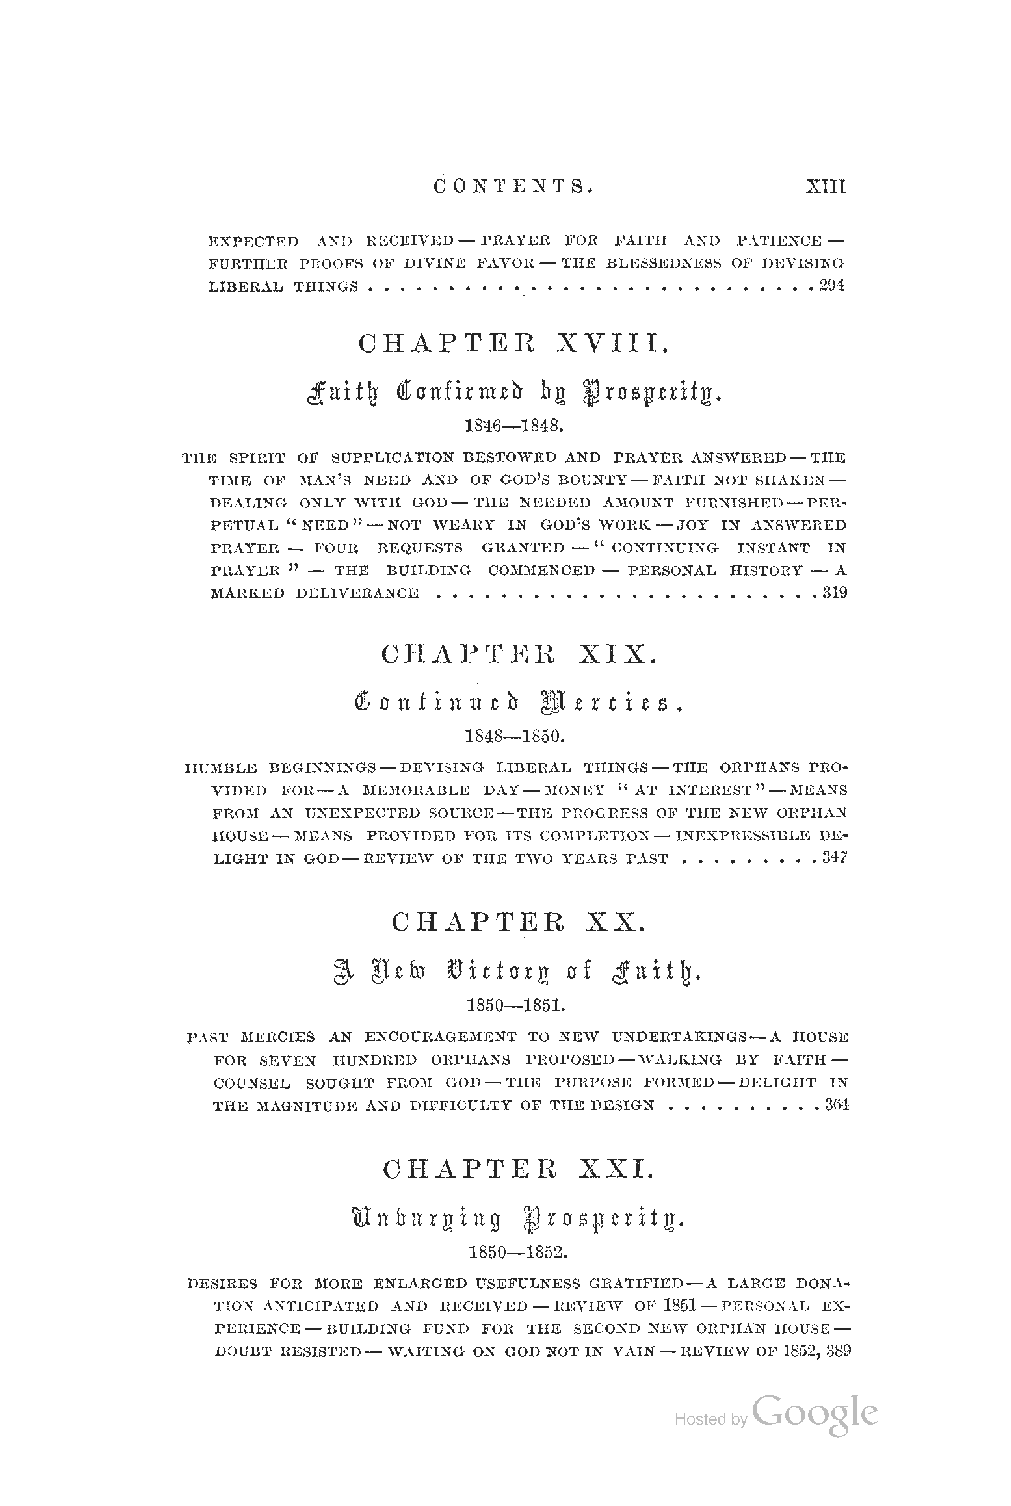 CONTENTS. XIII
EXPECTED AND RECEIVED — PRAYER FOR FAITH AND PATIENCE —
FURTHER PROOFS OF DIVINE FAVOR — THE BLESSEDNESS OF DEVISING
LIBERAL THINGS . . . . . . . . . . . . . . . . . . . . . . . . . . . . 294
CHAPTER XVIII.
Faith Confirmed by Prosperity.
1846—1848.
THE SPIRIT OF SUPPLICATION BESTOWED AND PRAYER ANSWERED — THE
TIME OF MAN'S NEED AND OF GOD'S BOUNTY — FAITH NOT SHAKEN —
DEALING ONLY WITH GOD — THE NEEDED AMOUNT FURNISHED — PER-
PETUAL "NEED" — NOT WEARY IN GOD'S WORK — JOY IN ANSWERED
PRAYER — FOUR REQUESTS GRANTED — "CONTINUING INSTANT IN
PRAYER" — THE BUILDING COMMENCED — PERSONAL HISTORY — A
MARKED DELIVERANCE . . . . . . . . . . . . . . . . . . . . . . . . 319
CHAPTER XIX.
Continued Mercies.
1848—1850.
HUMBLE BEGINNINGS — DEVISING LIBERAL THINGS — THE ORPHANS PRO-
VIDED FOR — A MEMORABLE DAY — MONEY "AT INTEREST" — MEANS
FROM AN UNEXPECTED SOURCE — THE PROGRESS OF THE NEW ORPHAN
HOUSE — MEANS PROVIDED FOR ITS COMPLETION — INEXPRESSIBLE DE-
LIGHT IN GOD — REVIEW OF THE TWO YEARS PAST . . . . . . . . . 347
CHAPTER XX.
A New Victory of Faith.
1850—1851.
PAST MERCIES AN ENCOURAGEMENT TO NEW UNDERTAKINGS — A HOUSE
FOR SEVEN HUNDRED ORPHANS PROPOSED — WALKING BY FAITH —
COUNSEL SOUGHT FROM GOD — THE PURPOSE FORMED — DELIGHT IN
THE MAGNITUDE AND DIFFICULTY OF THE DESIGN . . . . . . . . . . 364
CHAPTER XXI.
Unvarying Prosperity.
1850—1852.
DESIRES FOR MORE ENLARGED USEFULNESS GRATIFIED — A LARGE DONA-
TION ANTICIPATED AND RECEIVED — REVIEW OF 1851 — PERSONAL EX-
PERIENCE — BUILDING FUND FOR THE SECOND NEW ORPHAN HOUSE —
DOUBT RESISTED — WAITING ON GOD NOT IN VAIN — REVIEW OF 1852, 389
Hosted by Google